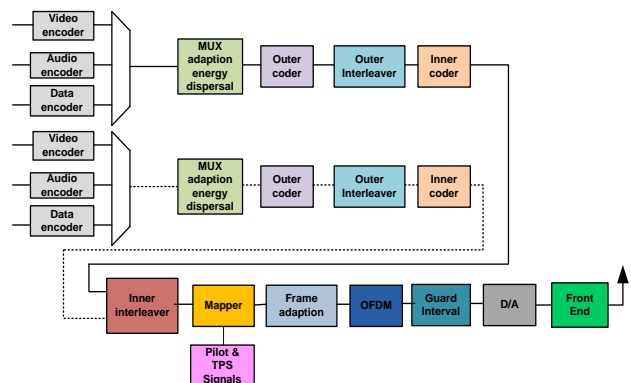 Video
encoder
Audio
encoder
Data
encoder
MUX
adaption
energy
dispersal
Outer
coder
Outer
Interleaver
Inner
coder
Video
encoder
Audio
encoder
Data
encoder
MUX
adaption
energy
dispersal
Outer
coder
Outer
Interleaver
Inner
coder
Inner
interleaver
Mapper
Frame
adaption
OFDM
Guard
Interval
D/A
Front
End
Pilot &
TPS
Signals